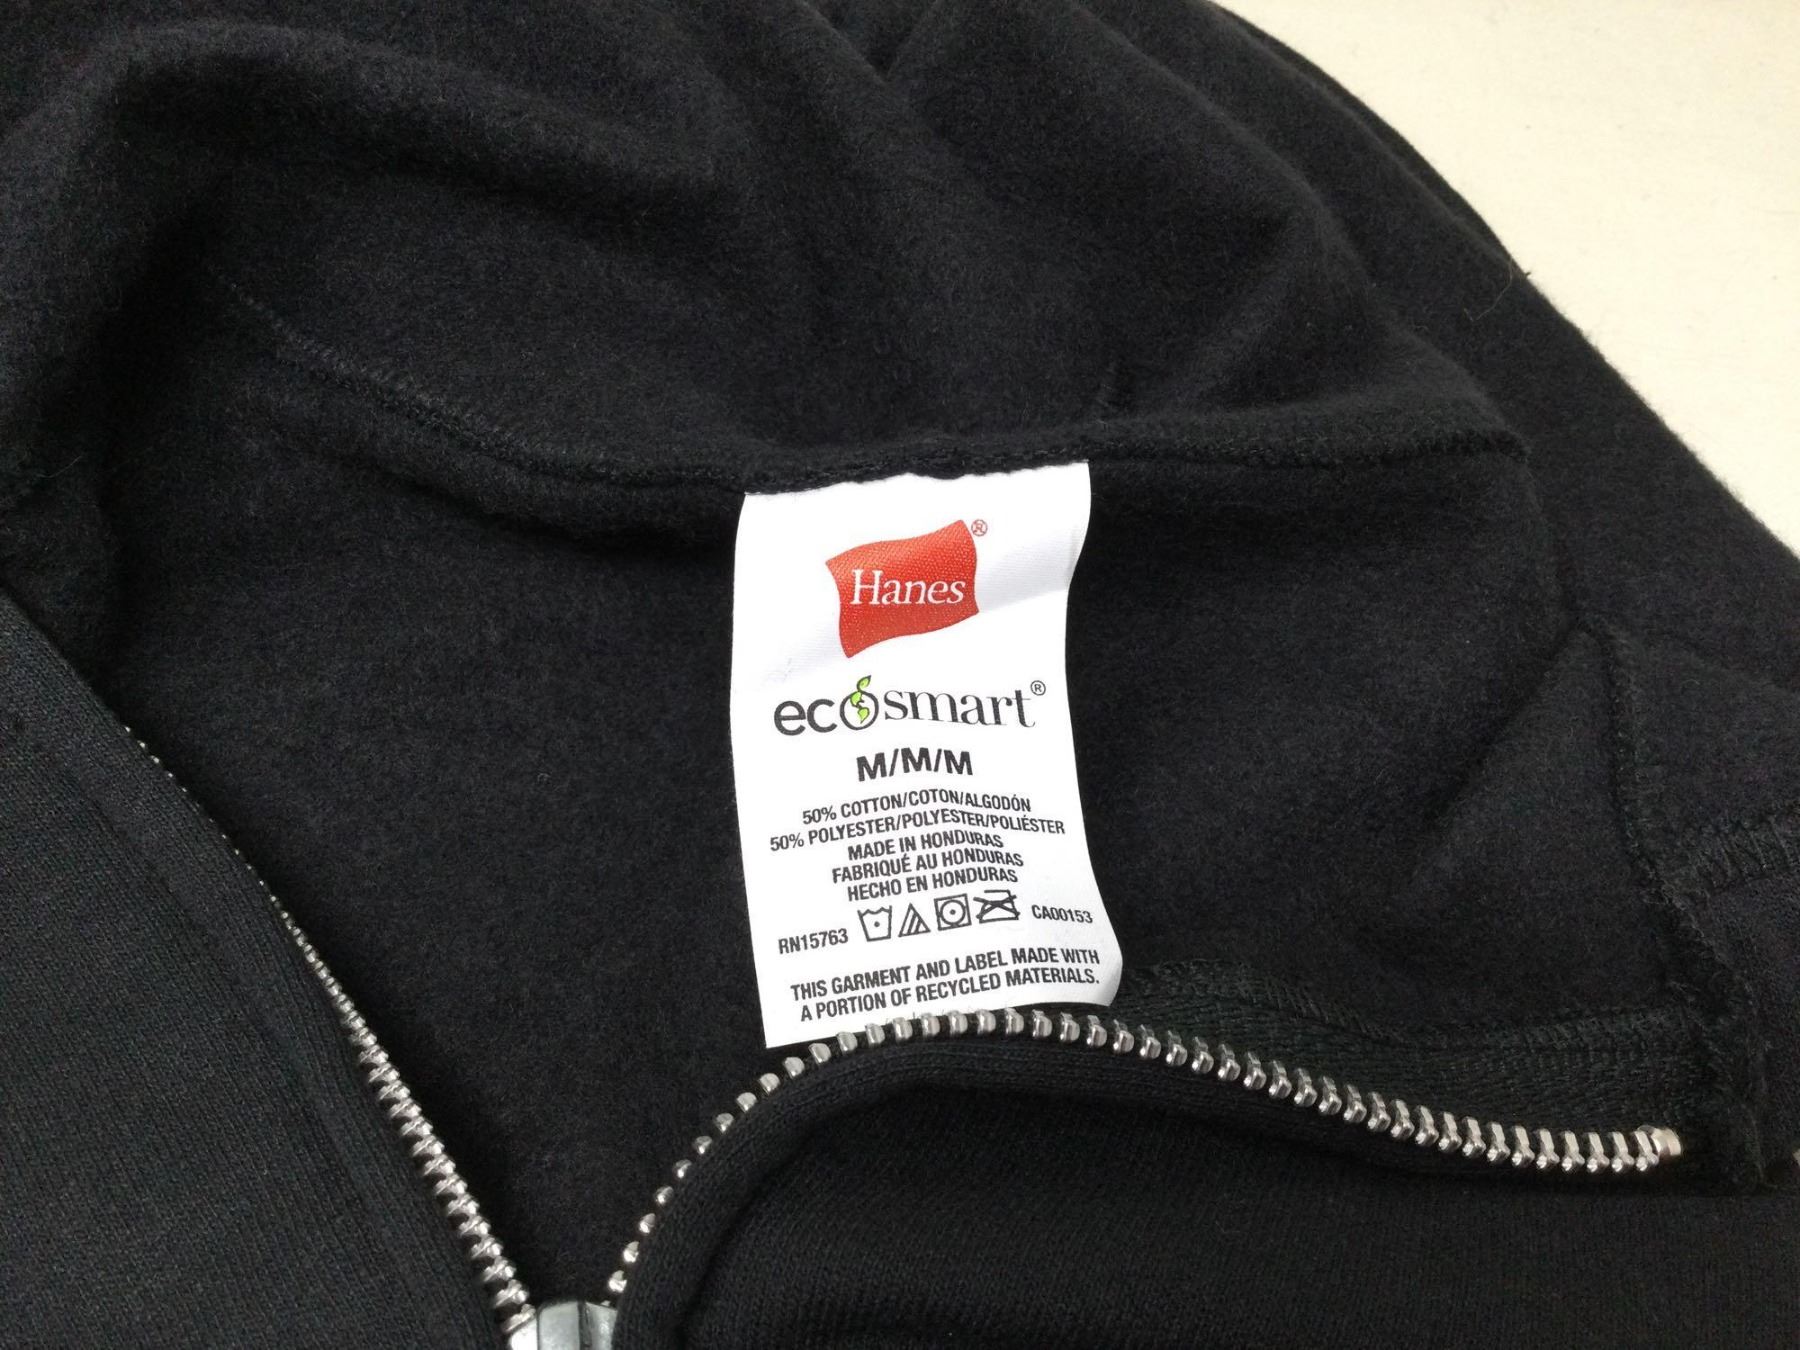 Hanes®
ecosmart®
M/M/M
50% COTTON/COTON/ALGODÓN
50% POLYESTER/POLYESTER/POLIÉSTER
MADE IN HONDURAS
FABRIQUÉ AU HONDURAS
HECHO EN HONDURAS
RN15763 CA00153
THIS GARMENT AND LABEL MADE WITH
A PORTION OF RECYCLED MATERIALS.